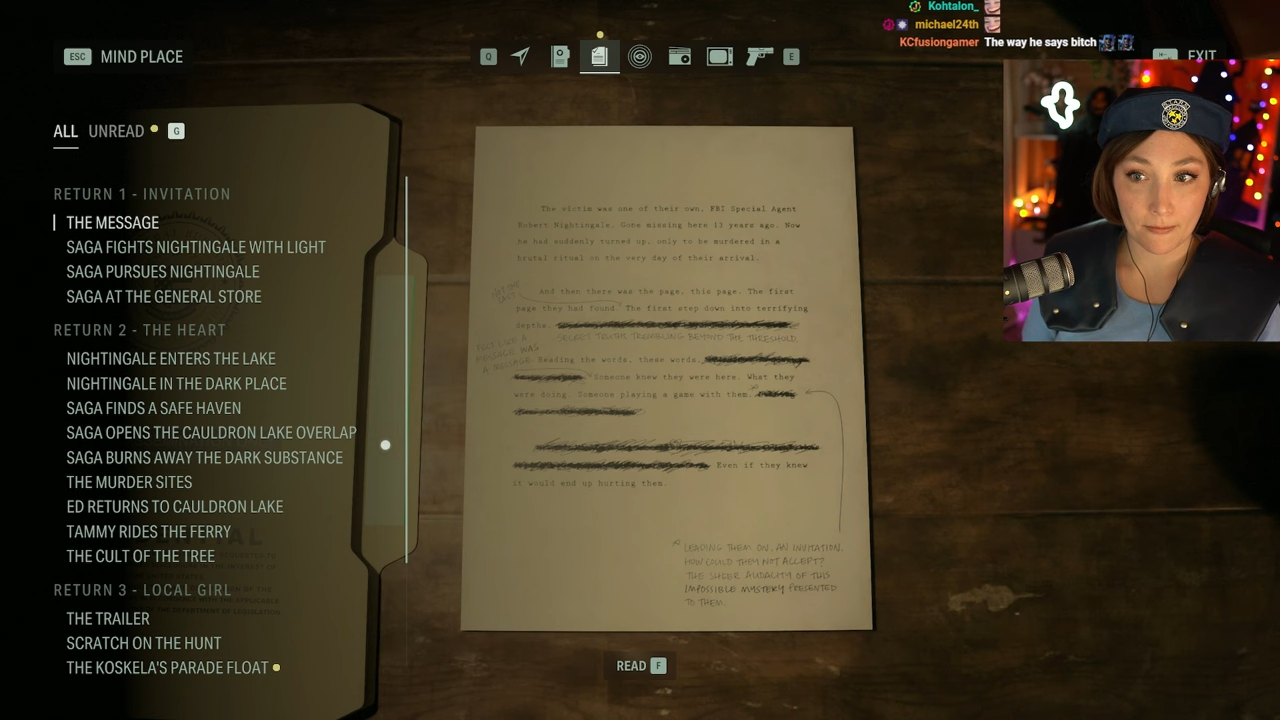 Kohtalon_
michael24th
KCfusiongamer The way he says bitch
ESC MIND PLACE
Q
E
EXIT
ALL UNREAD G
RETURN 1 - INVITATION
THE MESSAGE
SAGA FIGHTS NIGHTINGALE WITH LIGHT
SAGA PURSUES NIGHTINGALE
SAGA AT THE GENERAL STORE
RETURN 2 - THE HEART
NIGHTINGALE ENTERS THE LAKE
NIGHTINGALE IN THE DARK PLACE
SAGA FINDS A SAFE HAVEN
SAGA OPENS THE CAULDRON LAKE OVERLAP
SAGA BURNS AWAY THE DARK SUBSTANCE
THE MURDER SITES
ED RETURNS TO CAULDRON LAKE
TAMMY RIDES THE FERRY
THE CULT OF THE TREE
RETURN 3 - LOCAL GIRL
THE TRAILER
SCRATCH ON THE HUNT
THE KOSKELA'S PARADE FLOAT
The victim was one of their own, FBI Special Agent
Robert Nightingale. Gone missing here 13 years ago. Now
he had suddenly turned up, only to be murdered in a
brutal ritual on the very day of their arrival.
And then there was the page, this page. The first
page they had found. The first step down into terrifying
depths.
SECRET TRUTHS TREMBLING BEYOND THE THRESHOLD.
MESSAGE WAS
Reading the words, these words,
Someone knew they were here. What they
were doing. Someone playing a game with them.
Even if they knew
it would end up hurting them.
LEADING THEM ON, AN INVITATION.
HOW COULD THEY NOT ACCEPT?
THE SHEER AUDACITY OF THIS
IMPOSSIBLE MYSTERY PRESENTED
TO THEM.
READ F